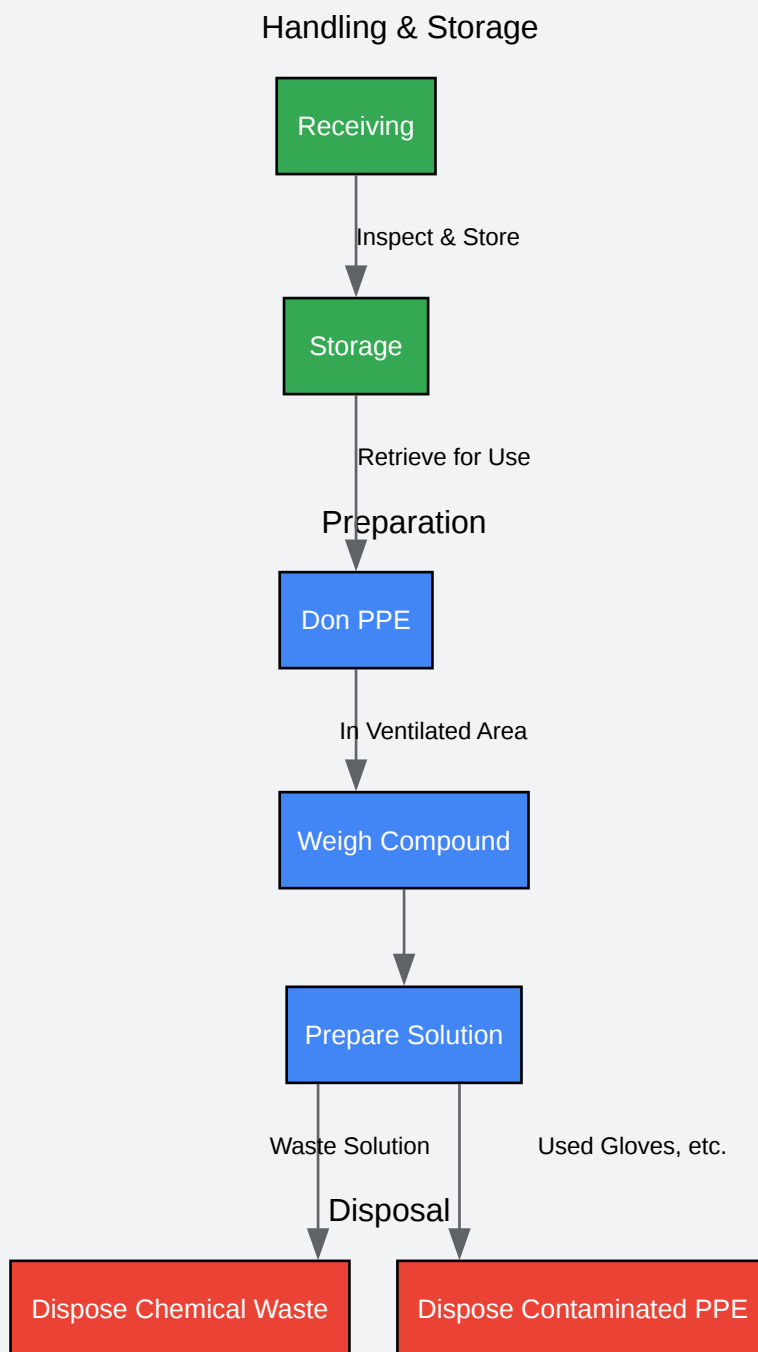 Handling & Storage
Receiving
Inspect & Store
Storage
Retrieve for Use
Preparation
Don PPE
In Ventilated Area
Weigh Compound
Prepare Solution
Waste Solution
Used Gloves, etc.
Disposal
Dispose Chemical Waste
Dispose Contaminated PPE